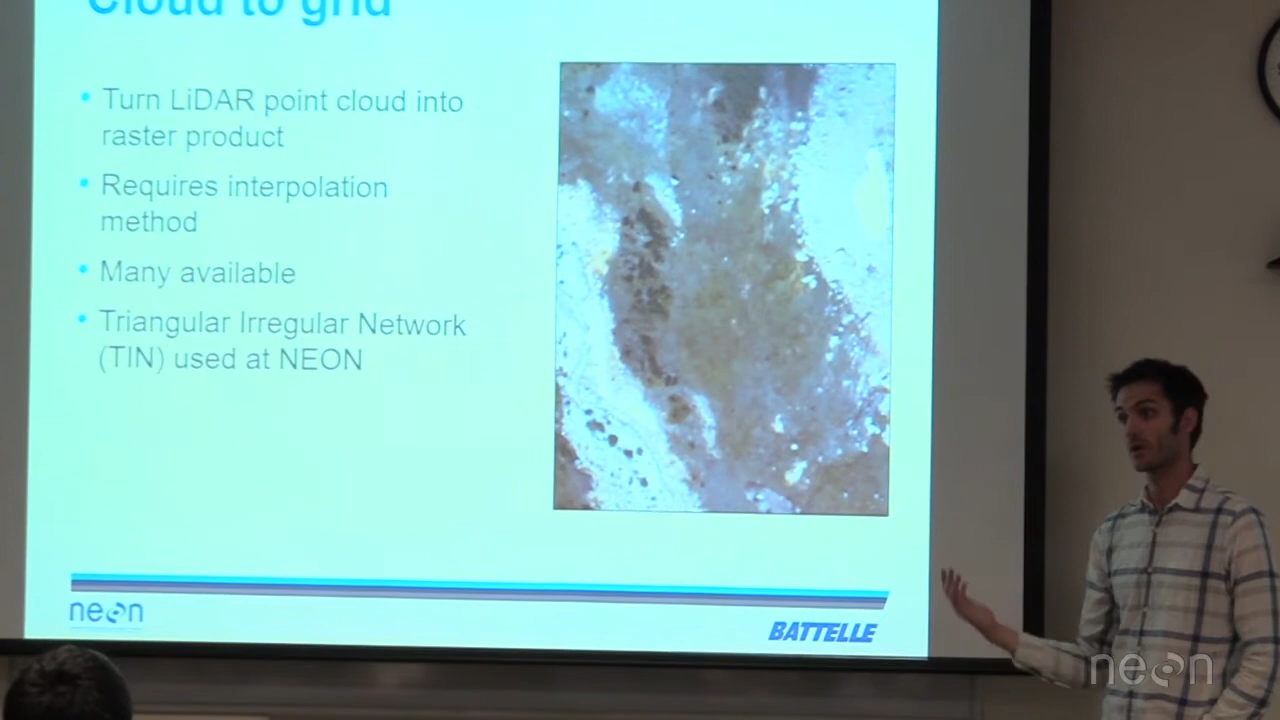 Cloud to grid
• Turn LiDAR point cloud into
raster product
• Requires interpolation
method
• Many available
• Triangular Irregular Network
(TIN) used at NEON
neon
BATTELLE
neon